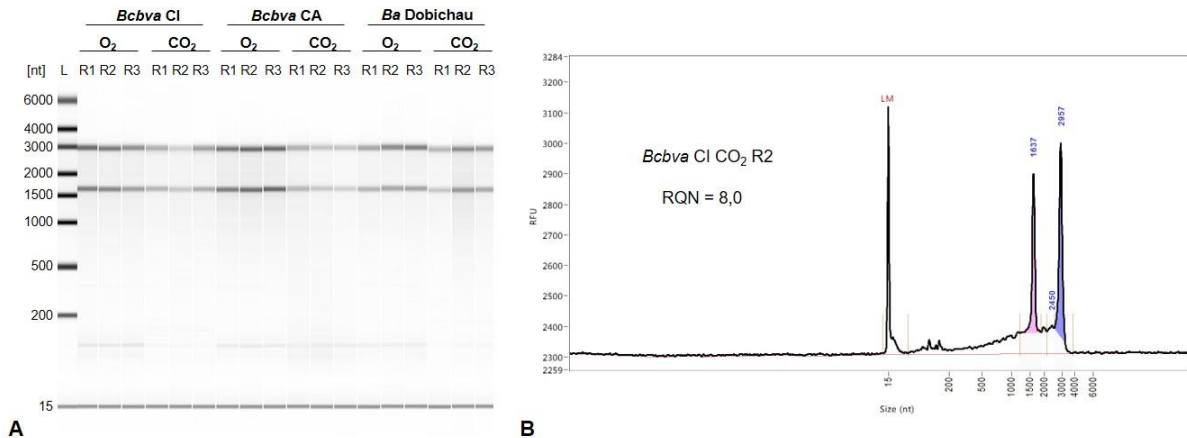 Bcbva CI Bcbva CA Ba Dobichau
O₂ CO₂ O₂ CO₂ O₂ CO₂
[nt] L R1 R2 R3 R1 R2 R3 R1 R2 R3 R1 R2 R3 R1 R2 R3 R1 R2 R3
6000
4000
3000
2000
1500
1000
500
200
15
A
3284
3200
3100
3000
2900
2800
2700
2600
2500
2400
2300
2259
RFU
LM
1637
2450
2957
Bcbva CI CO₂ R2
RQN = 8,0
15 200 500 1000 1500 2000 3000 4000 6000
Size (nt)
B